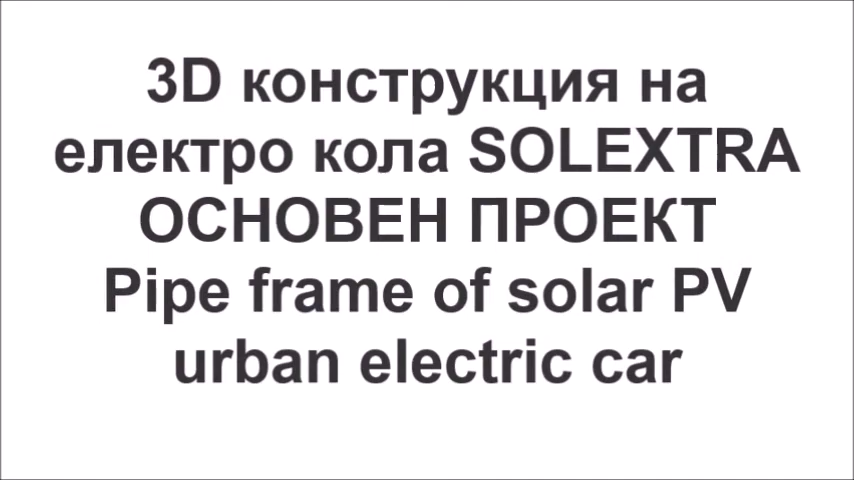 3D конструкция на
електро кола SOLEXTRA
ОСНОВЕН ПРОЕКТ
Pipe frame of solar PV
urban electric car